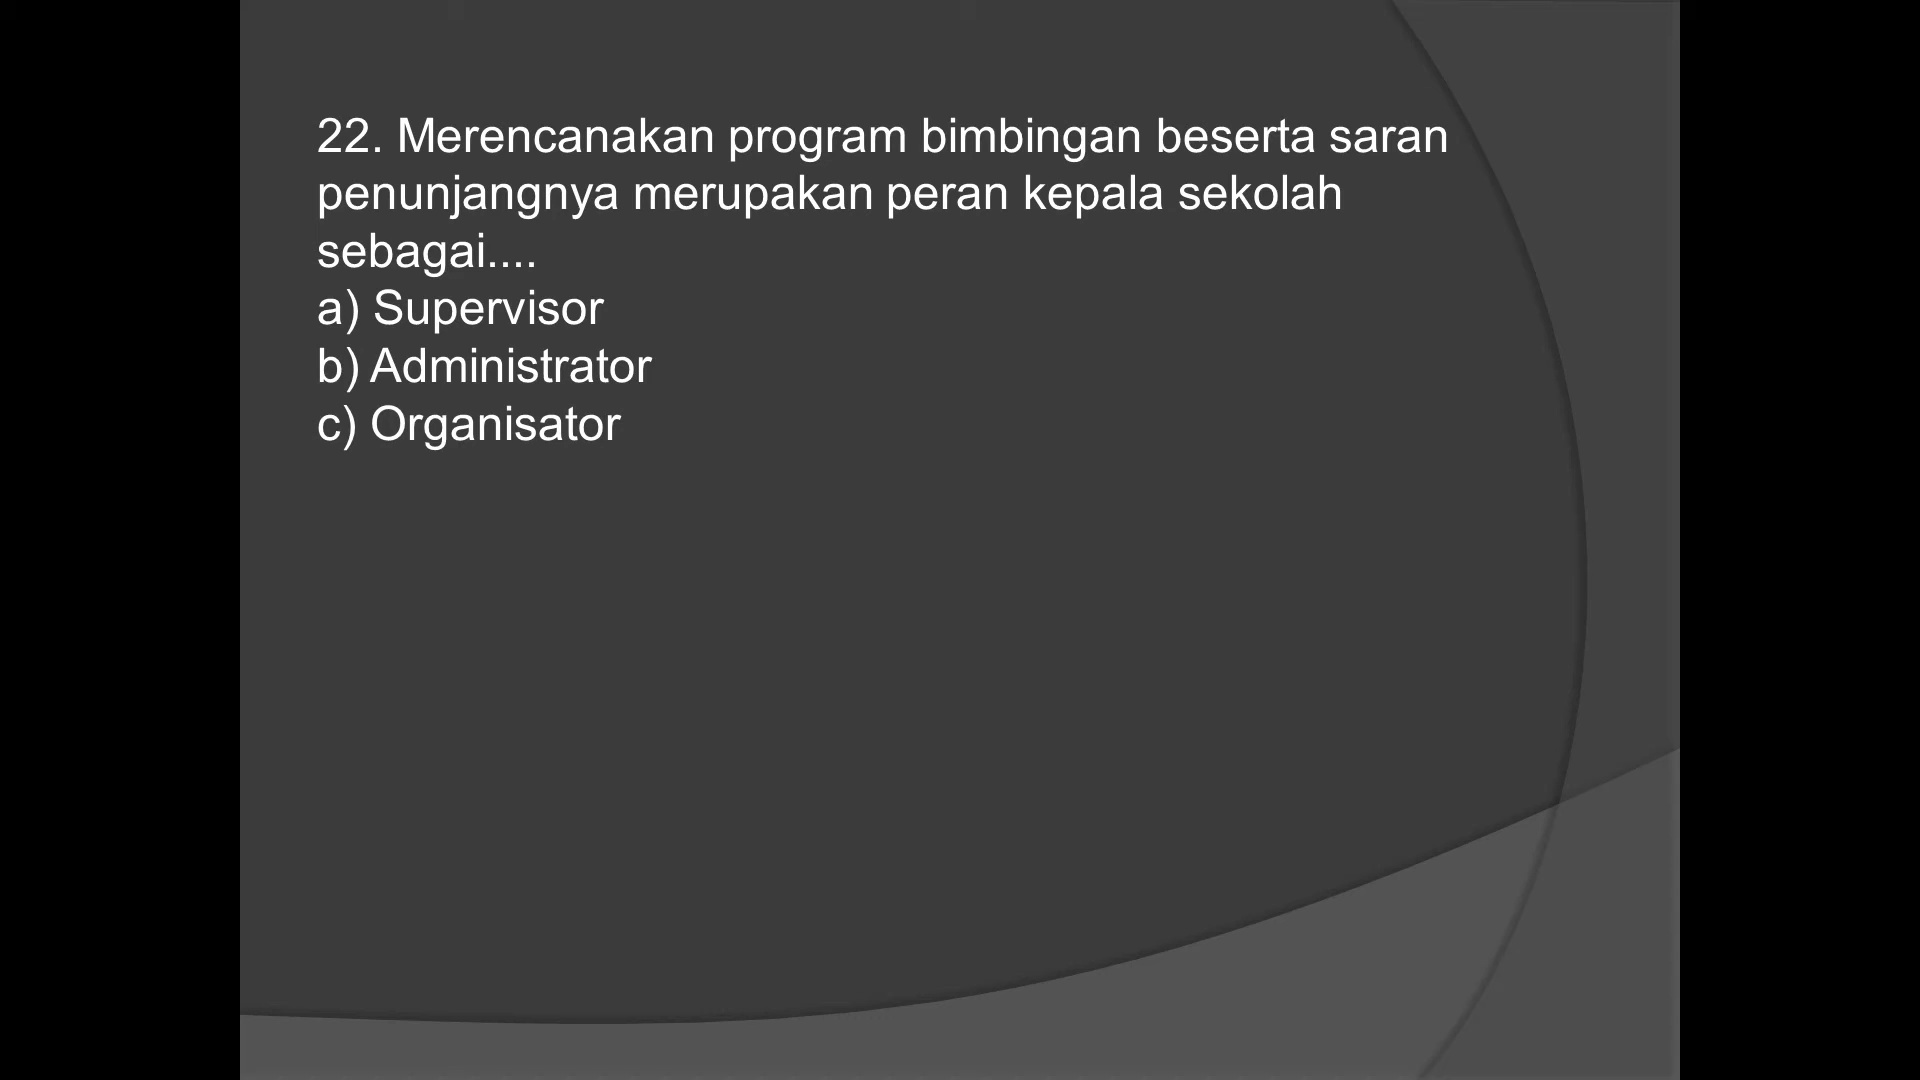 22. Merencanakan program bimbingan beserta saran
penunjangnya merupakan peran kepala sekolah
sebagai....
a) Supervisor
b) Administrator
c) Organisator